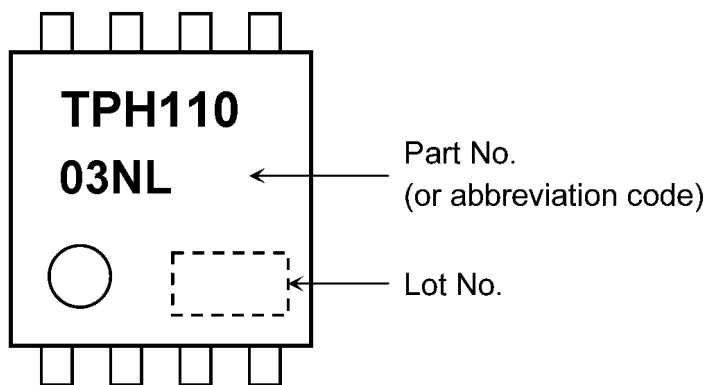 TPH110
03NL
Part No.
(or abbreviation code)
Lot No.